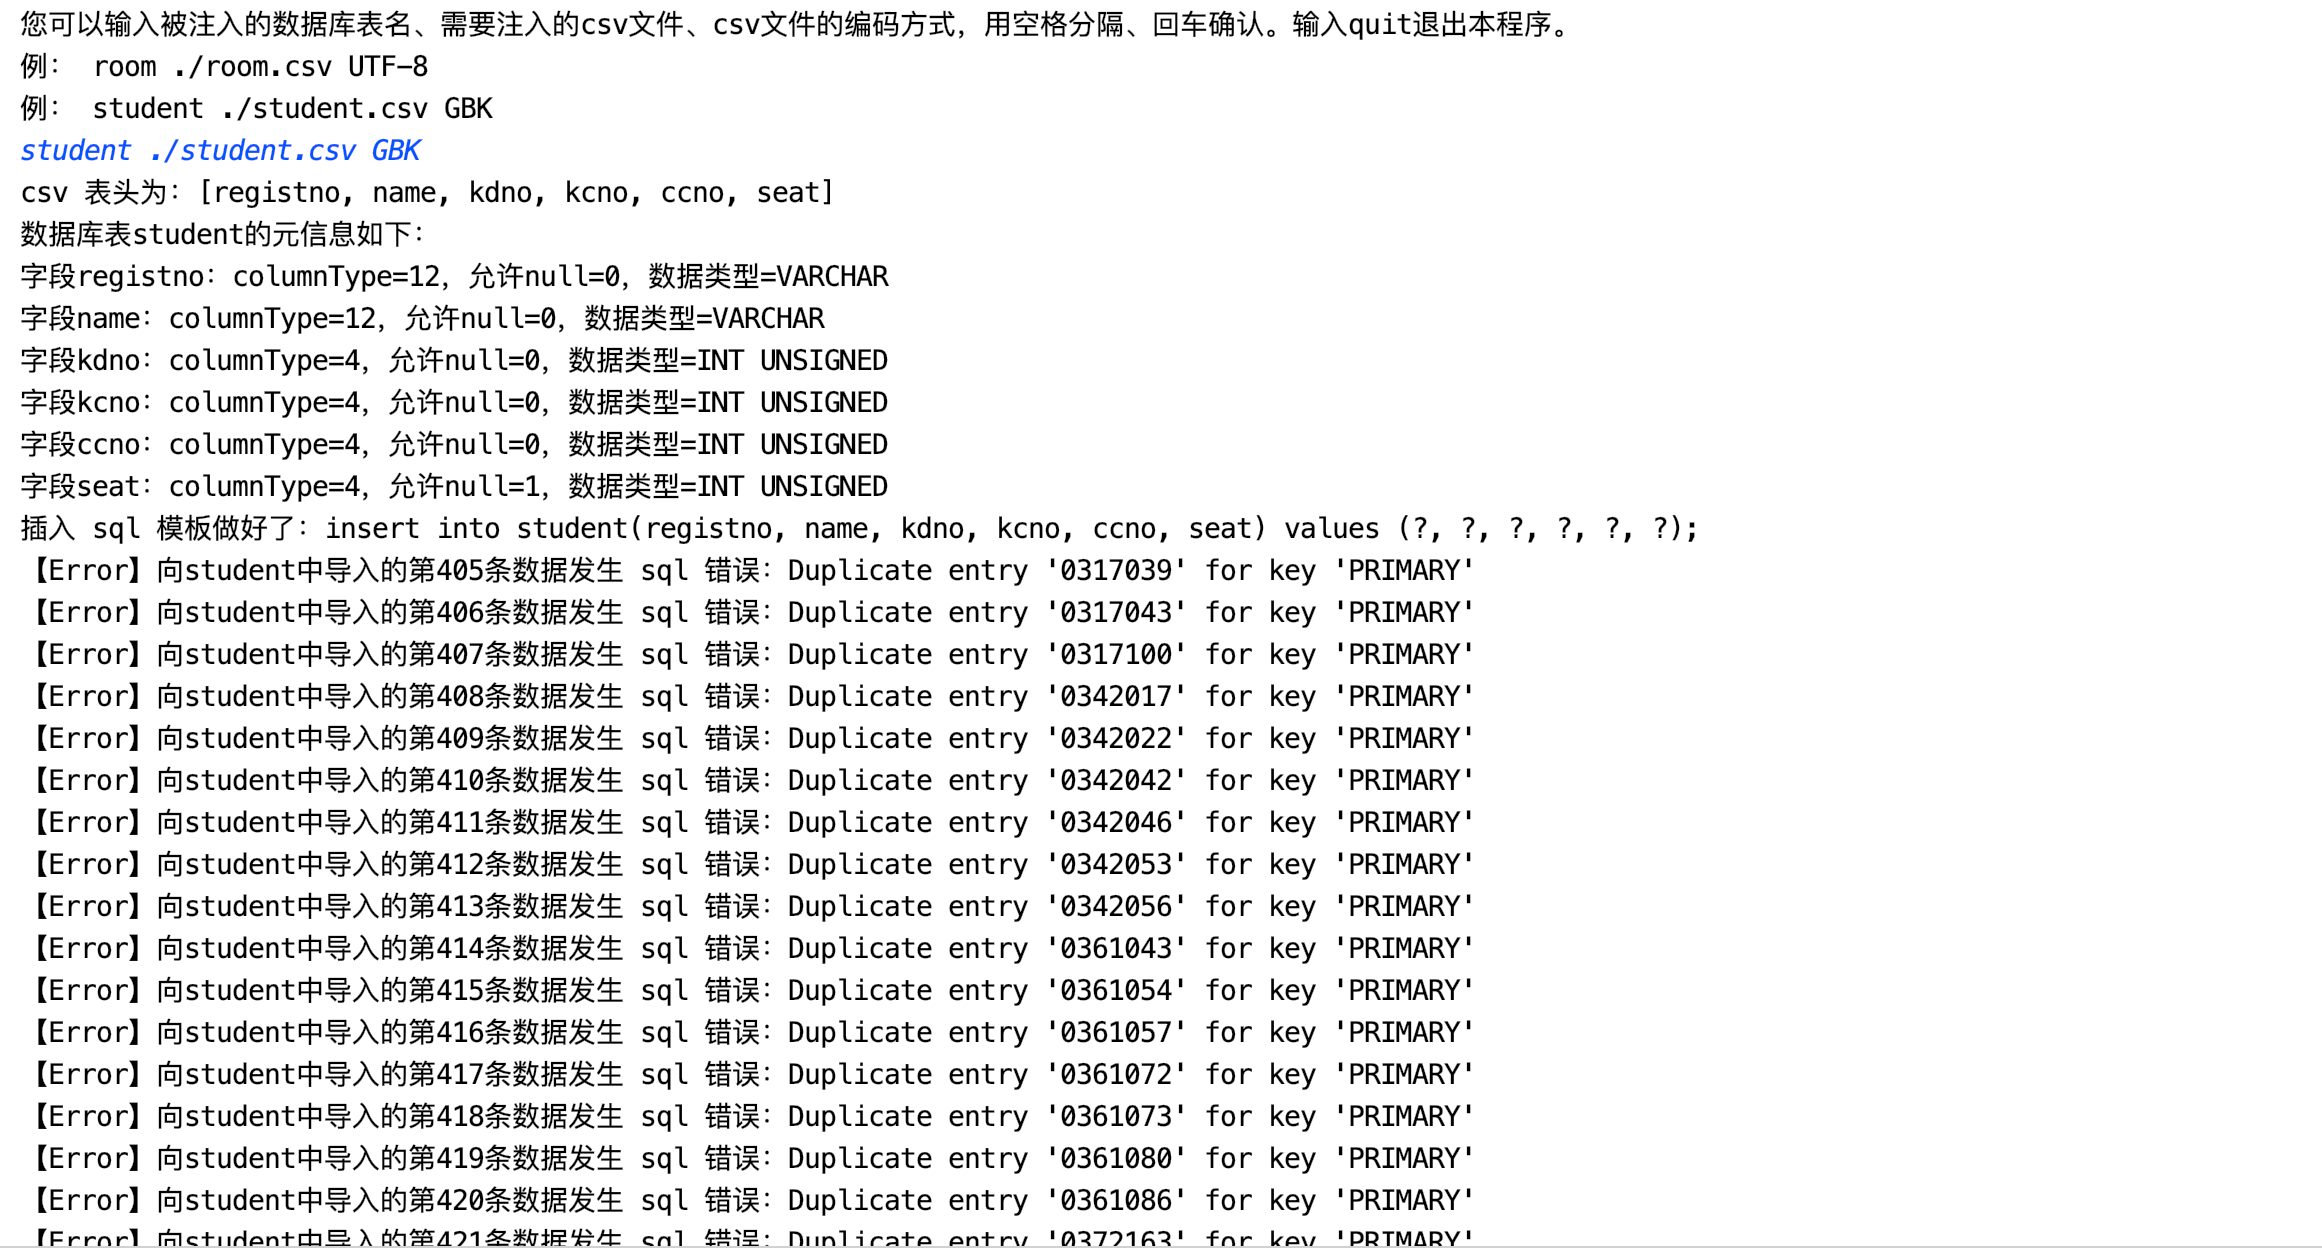 您可以输入被注入的数据库表名、需要注入的csv文件、csv文件的编码方式，用空格分隔、回车确认。输入quit退出本程序。
例： room ./room.csv UTF-8
例： student ./student.csv GBK
student ./student.csv GBK
csv 表头为：[registno, name, kdno, kcno, ccno, seat]
数据库表student的元信息如下：
字段registno：columnType=12，允许null=0，数据类型=VARCHAR
字段name：columnType=12，允许null=0，数据类型=VARCHAR
字段kdno：columnType=4，允许null=0，数据类型=INT UNSIGNED
字段kcno：columnType=4，允许null=0，数据类型=INT UNSIGNED
字段ccno：columnType=4，允许null=0，数据类型=INT UNSIGNED
字段seat：columnType=4，允许null=1，数据类型=INT UNSIGNED
插入 sql 模板做好了：insert into student(registno, name, kdno, kcno, ccno, seat) values (?, ?, ?, ?, ?, ?);
【Error】向student中导入的第405条数据发生 sql 错误：Duplicate entry '0317039' for key 'PRIMARY'
【Error】向student中导入的第406条数据发生 sql 错误：Duplicate entry '0317043' for key 'PRIMARY'
【Error】向student中导入的第407条数据发生 sql 错误：Duplicate entry '0317100' for key 'PRIMARY'
【Error】向student中导入的第408条数据发生 sql 错误：Duplicate entry '0342017' for key 'PRIMARY'
【Error】向student中导入的第409条数据发生 sql 错误：Duplicate entry '0342022' for key 'PRIMARY'
【Error】向student中导入的第410条数据发生 sql 错误：Duplicate entry '0342042' for key 'PRIMARY'
【Error】向student中导入的第411条数据发生 sql 错误：Duplicate entry '0342046' for key 'PRIMARY'
【Error】向student中导入的第412条数据发生 sql 错误：Duplicate entry '0342053' for key 'PRIMARY'
【Error】向student中导入的第413条数据发生 sql 错误：Duplicate entry '0342056' for key 'PRIMARY'
【Error】向student中导入的第414条数据发生 sql 错误：Duplicate entry '0361043' for key 'PRIMARY'
【Error】向student中导入的第415条数据发生 sql 错误：Duplicate entry '0361054' for key 'PRIMARY'
【Error】向student中导入的第416条数据发生 sql 错误：Duplicate entry '0361057' for key 'PRIMARY'
【Error】向student中导入的第417条数据发生 sql 错误：Duplicate entry '0361072' for key 'PRIMARY'
【Error】向student中导入的第418条数据发生 sql 错误：Duplicate entry '0361073' for key 'PRIMARY'
【Error】向student中导入的第419条数据发生 sql 错误：Duplicate entry '0361080' for key 'PRIMARY'
【Error】向student中导入的第420条数据发生 sql 错误：Duplicate entry '0361086' for key 'PRIMARY'
【Error】向student中导入的第421条数据发生 sql 错误：Duplicate entry '0372163' for key 'PRIMARY'